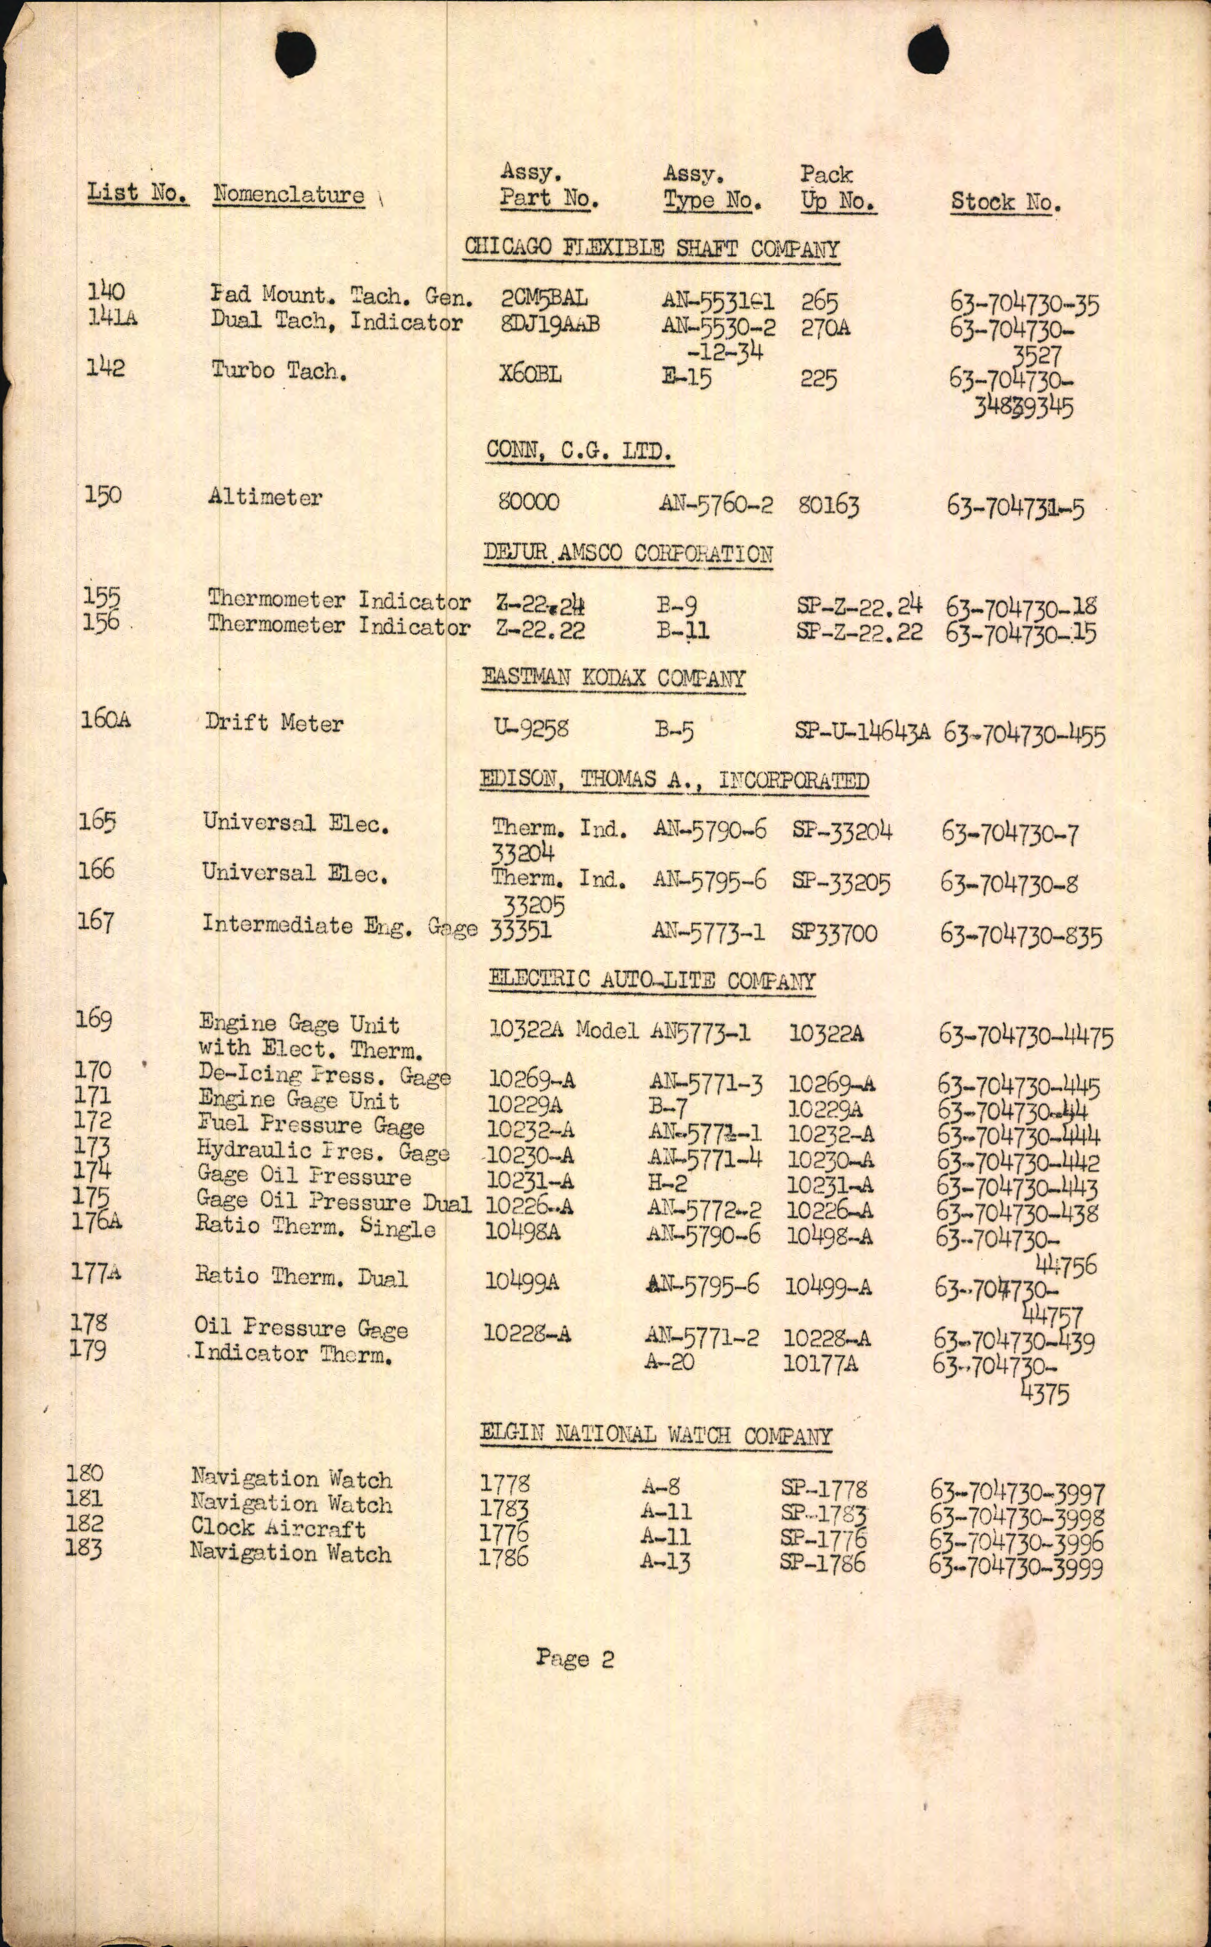 Assy. Assy. Pack
List No. Nomenclature Part No. Type No. Up No. Stock No.
CHICAGO FLEXIBLE SHAFT COMPANY
140 Pad Mount. Tach. Gen. 2CM5BAL AN-5531-1 265 63-704730-35
141A Dual Tach, Indicator 8DJ19AAB AN-5530-2 270A 63-704730-
-12-34 3527
142 Turbo Tach. X60BL E-15 225 63-704730-
CONN, C.G. LTD.
150 Altimeter 80000 AN-5760-2 80163 63-704731-5
DEJUR AMSCO CORPORATION
155 Thermometer Indicator Z-22.24 B-9 SP-Z-22.24 63-704730-18
156 Thermometer Indicator Z-22.22 B-11 SP-Z-22.22 63-704730-15
EASTMAN KODAX COMPANY
160A Drift Meter U-9258 B-5 SP-U-14643A 63-704730-455
EDISON, THOMAS A., INCORPORATED
165 Universal Elec. Therm. Ind. AN-5790-6 SP-33204 63-704730-7
33204
166 Universal Elec. Therm. Ind. AN-5795-6 SP-33205 63-704730-8
33205
167 Intermediate Eng. Gage 33351 AN-5773-1 SP33700 63-704730-835
ELECTRIC AUTO-LITE COMPANY
169 Engine Gage Unit 10322A Model AN5773-1 10322A 63-704730-4475
with Elect. Therm.
170 De-Icing Press. Gage 10269-A AN-5771-3 10269-A 63-704730-445
171 Engine Gage Unit 10229A B-7 10229A 63-704730-44
172 Fuel Pressure Gage 10232-A AN-5771-1 10232-A 63-704730-444
173 Hydraulic Pres. Gage 10230-A AN-5771-4 10230-A 63-704730-442
174 Gage Oil Pressure 10231-A H-2 10231-A 63-704730-443
175 Gage Oil Pressure Dual 10226-A AN-5772-2 10226-A 63-704730-438
176A Ratio Therm. Single 10498A AN-5790-6 10498-A 63-704730-
44756
177A Ratio Therm. Dual 10499A AN-5795-6 10499-A 63-704730-
44757
178 Oil Pressure Gage 10228-A AN-5771-2 10228-A 63-704730-439
179 Indicator Therm. A-20 10177A 63-704730-
4375
ELGIN NATIONAL WATCH COMPANY
180 Navigation Watch 1778 A-8 SP-1778 63-704730-3997
181 Navigation Watch 1783 A-11 SP-1783 63-704730-3998
182 Clock Aircraft 1776 A-11 SP-1776 63-704730-3996
183 Navigation Watch 1786 A-13 SP-1786 63-704730-3999
Page 2